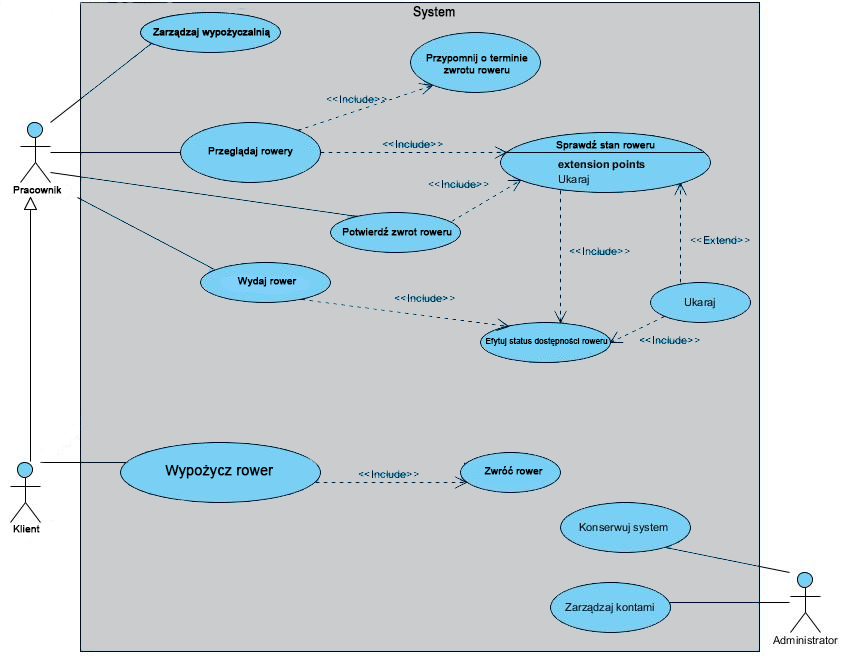 System
Zarządzaj wypożyczalnią
Przypomnij o terminie
zwrotu roweru
<<Include>>
Pracownik
Przeglądaj rowery
<<Include>>
Sprawdź stan roweru
extension points
Ukaraj
<<Include>>
Potwierdź zwrot roweru
<<Include>>
<<Extend>>
Wydaj rower
<<Include>>
Ukaraj
Efytuj status dostępności roweru
<<Include>>
Klient
Wypożycz rower
<<Include>>
Zwróć rower
Konserwuj system
Zarządzaj kontami
Administrator